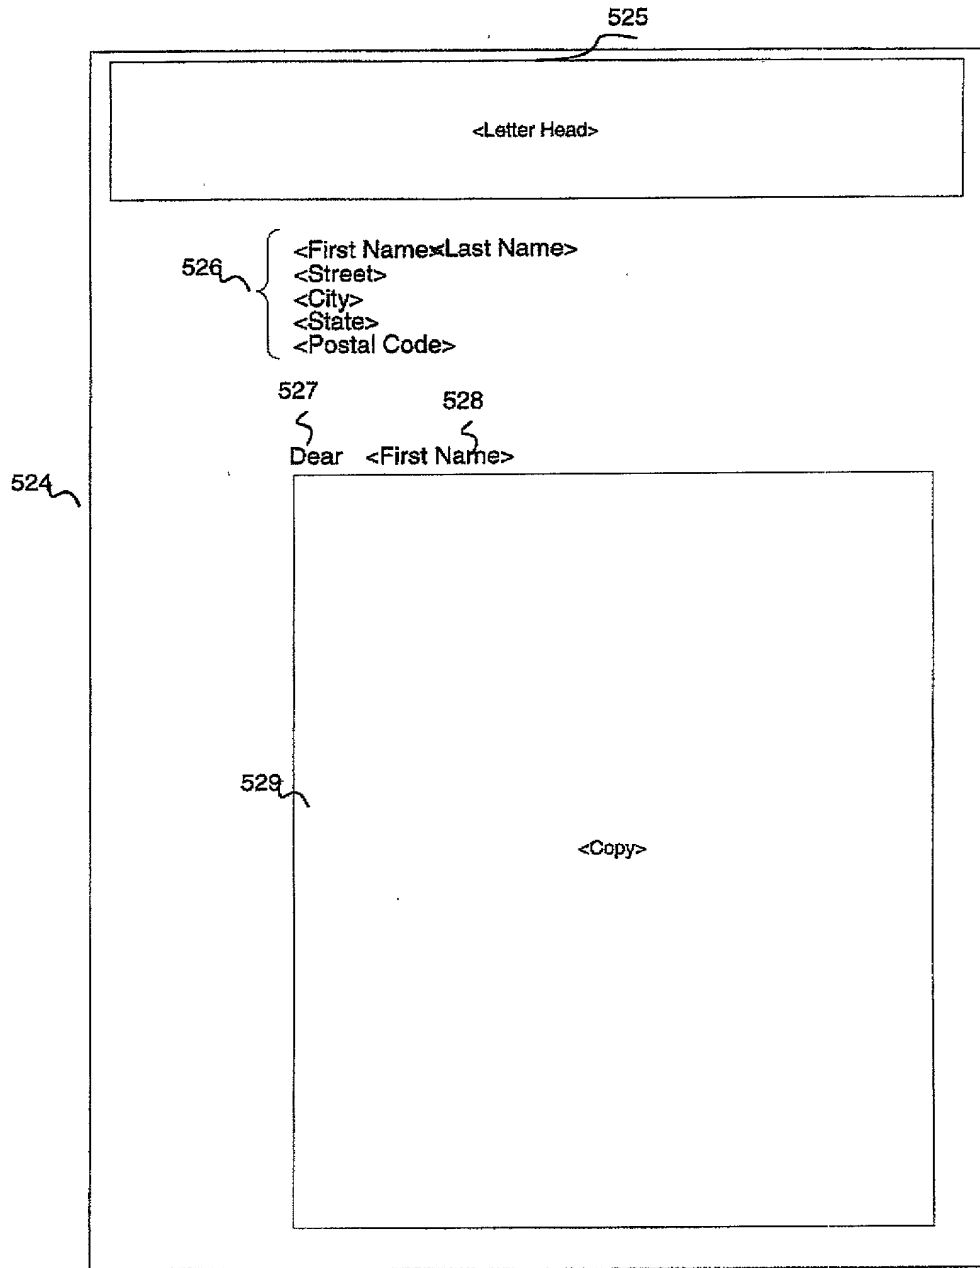 525
<Letter Head>
526
<First Name><Last Name>
<Street>
<City>
<State>
<Postal Code>
527
528
Dear <First Name>
524
529
<Copy>